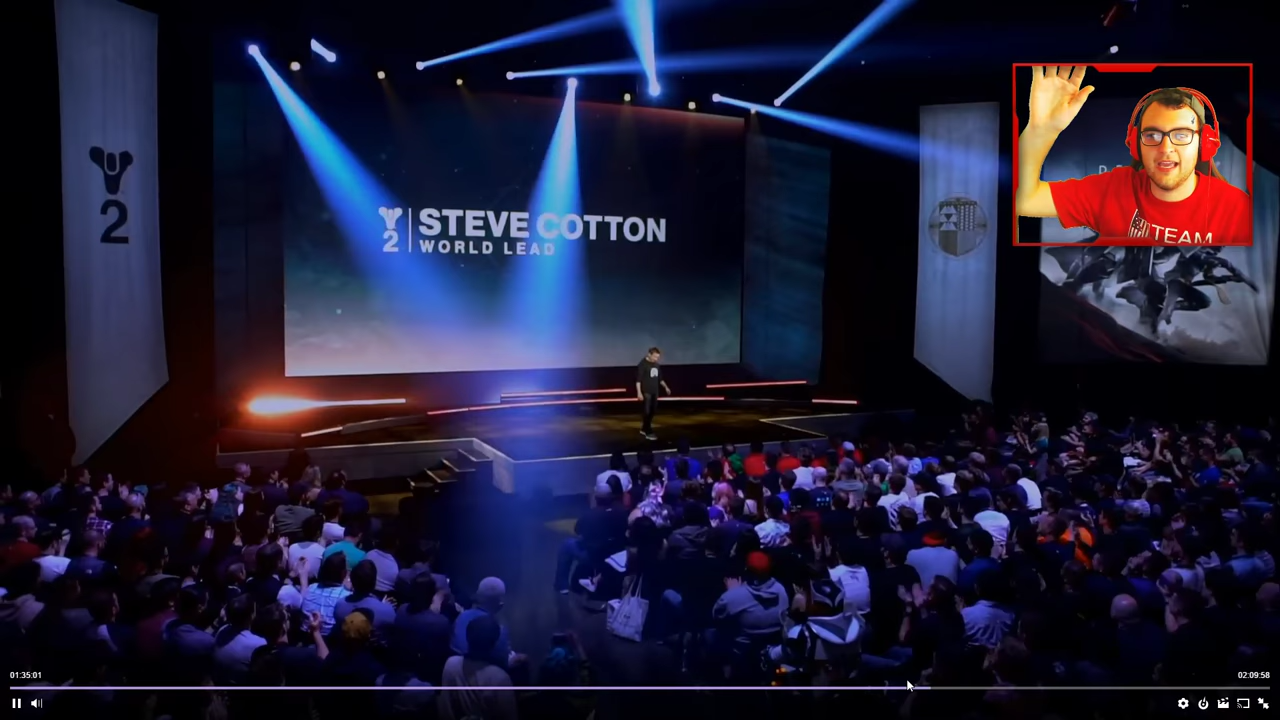 2
STEVE COTTON
2
WORLD LEAD
TEAM
01:35:01
02:09:58